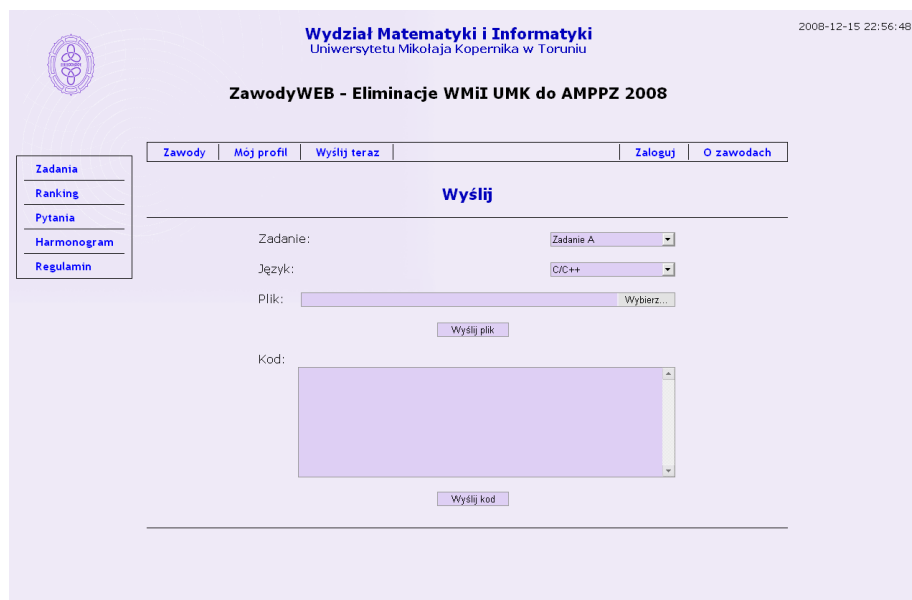 Wydział Matematyki i Informatyki
Uniwersytetu Mikołaja Kopernika w Toruniu
2008-12-15 22:56:48
ZawodyWEB - Eliminacje WMiI UMK do AMPPZ 2008
Zawody Mój profil Wyślij teraz Zaloguj O zawodach
Zadania
Ranking
Pytania
Harmonogram
Regulamin
Wyślij
Zadanie: Zadanie A
Język: C/C++
Plik: Wybierz...
Wyślij plik
Kod:
Wyślij kod